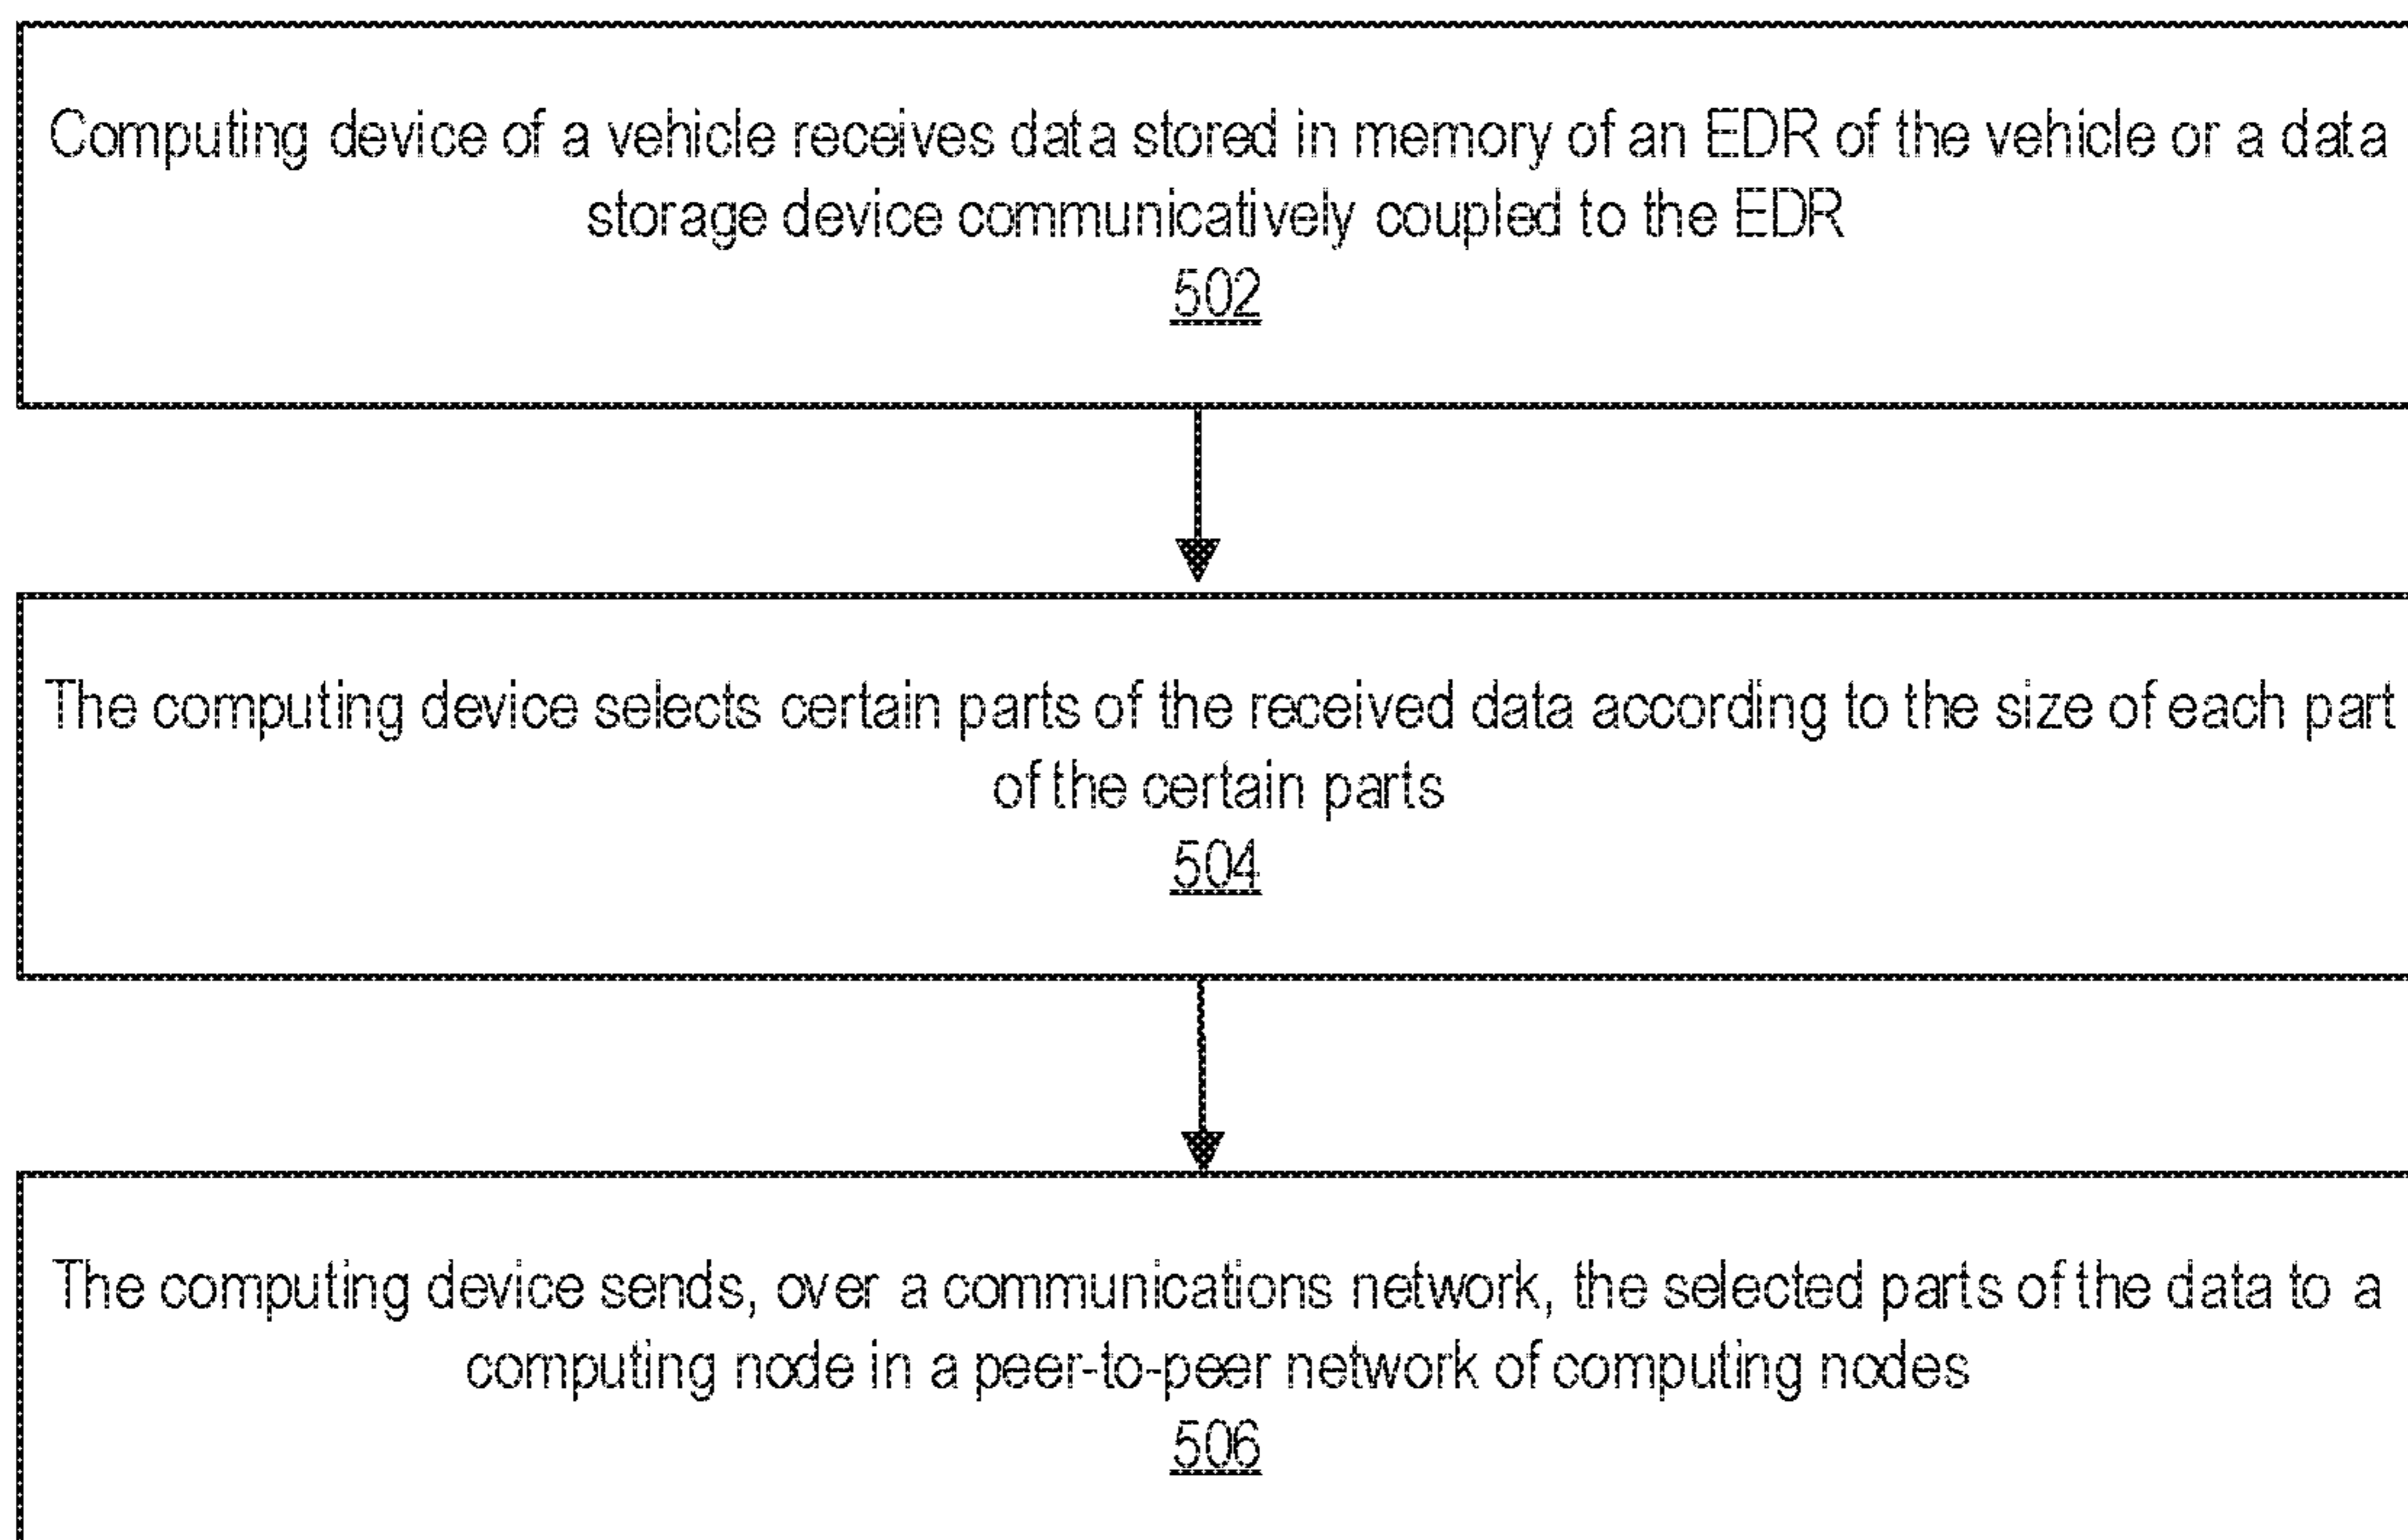 Computing device of a vehicle receives data stored in memory of an EDR of the vehicle or a data
storage device communicatively coupled to the EDR
502
The computing device selects certain parts of the received data according to the size of each part
of the certain parts
504
The computing device sends, over a communications network, the selected parts of the data to a
computing node in a peer-to-peer network of computing nodes
506